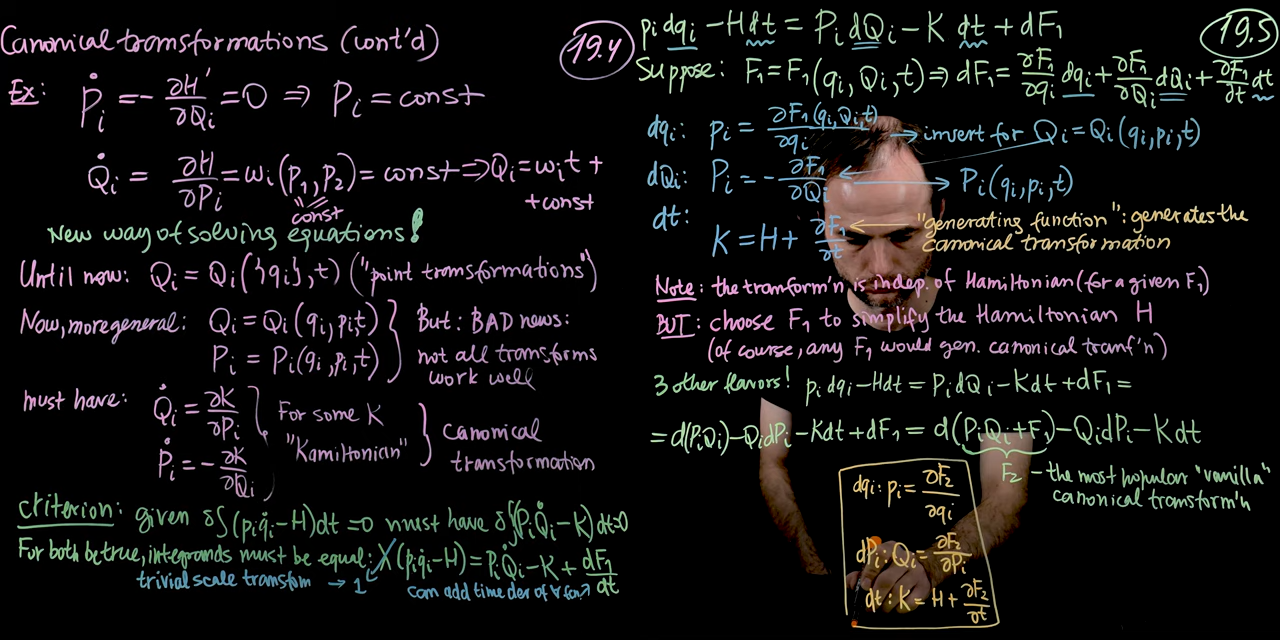 Canonical transformations (cont'd)
19.4
Ex: Ṗi = -∂H'/∂Qi = 0 ⇒ Pi = const
Q̇i = ∂H/∂Pi = ωi(P1,P2) = const ⇒ Qi = ωit +
+const
const
New way of solving equations!
Until now: Qi = Qi({qi},t) ("point transformations")
Now, more general: Qi = Qi(qi,pi,t)
Pi = Pi(qi,pi,t)
But: BAD news:
not all transforms
work well
must have: Q̇i = ∂K/∂Pi
Ṗi = -∂K/∂Qi
For some K
"Kamiltonian"
canonical
transformation
criterion: given δ∫(piq̇i-H)dt = 0 must have δ∫(PiQ̇i-K)dt=0
For both be true, integrands must be equal: λ(piq̇i-H) = PiQ̇i-K + dF1/dt
trivial scale transfom → 1
can add time der of ∀ fcn↗
19.5
pi dqi - Hdt = Pi dQi - K dt + dF1
Suppose: F1 = F1(qi,Qi,t) ⇒ dF1 = ∂F1/∂qi dqi + ∂F1/∂Qi dQi + ∂F1/∂t dt
dqi: pi = ∂F1(qi,Qi,t)/∂qi → invert for Qi = Qi(qi,pi,t)
dQi: Pi = -∂F1/∂Qi → Pi(qi,pi,t)
dt: K = H + ∂F1/∂t
"generating function": generates the
canonical transformation
Note: the transform'n is indep. of Hamiltonian (for a given F1)
BUT: choose F1 to simplify the Hamiltonian H
(of course, any F1 would gen. canonical tranf'n)
3 other flavors! pi dqi - Hdt = Pi dQi - Kdt + dF1 =
= d(PiQi) - QidPi - Kdt + dF1 = d(PiQi + F1) - QidPi - Kdt
F2 - the most popular "vanilla"
canonical transform'n
dqi: pi = ∂F2/∂qi
dPi: Qi = ∂F2/∂Pi
dt: K = H + ∂F2/∂t